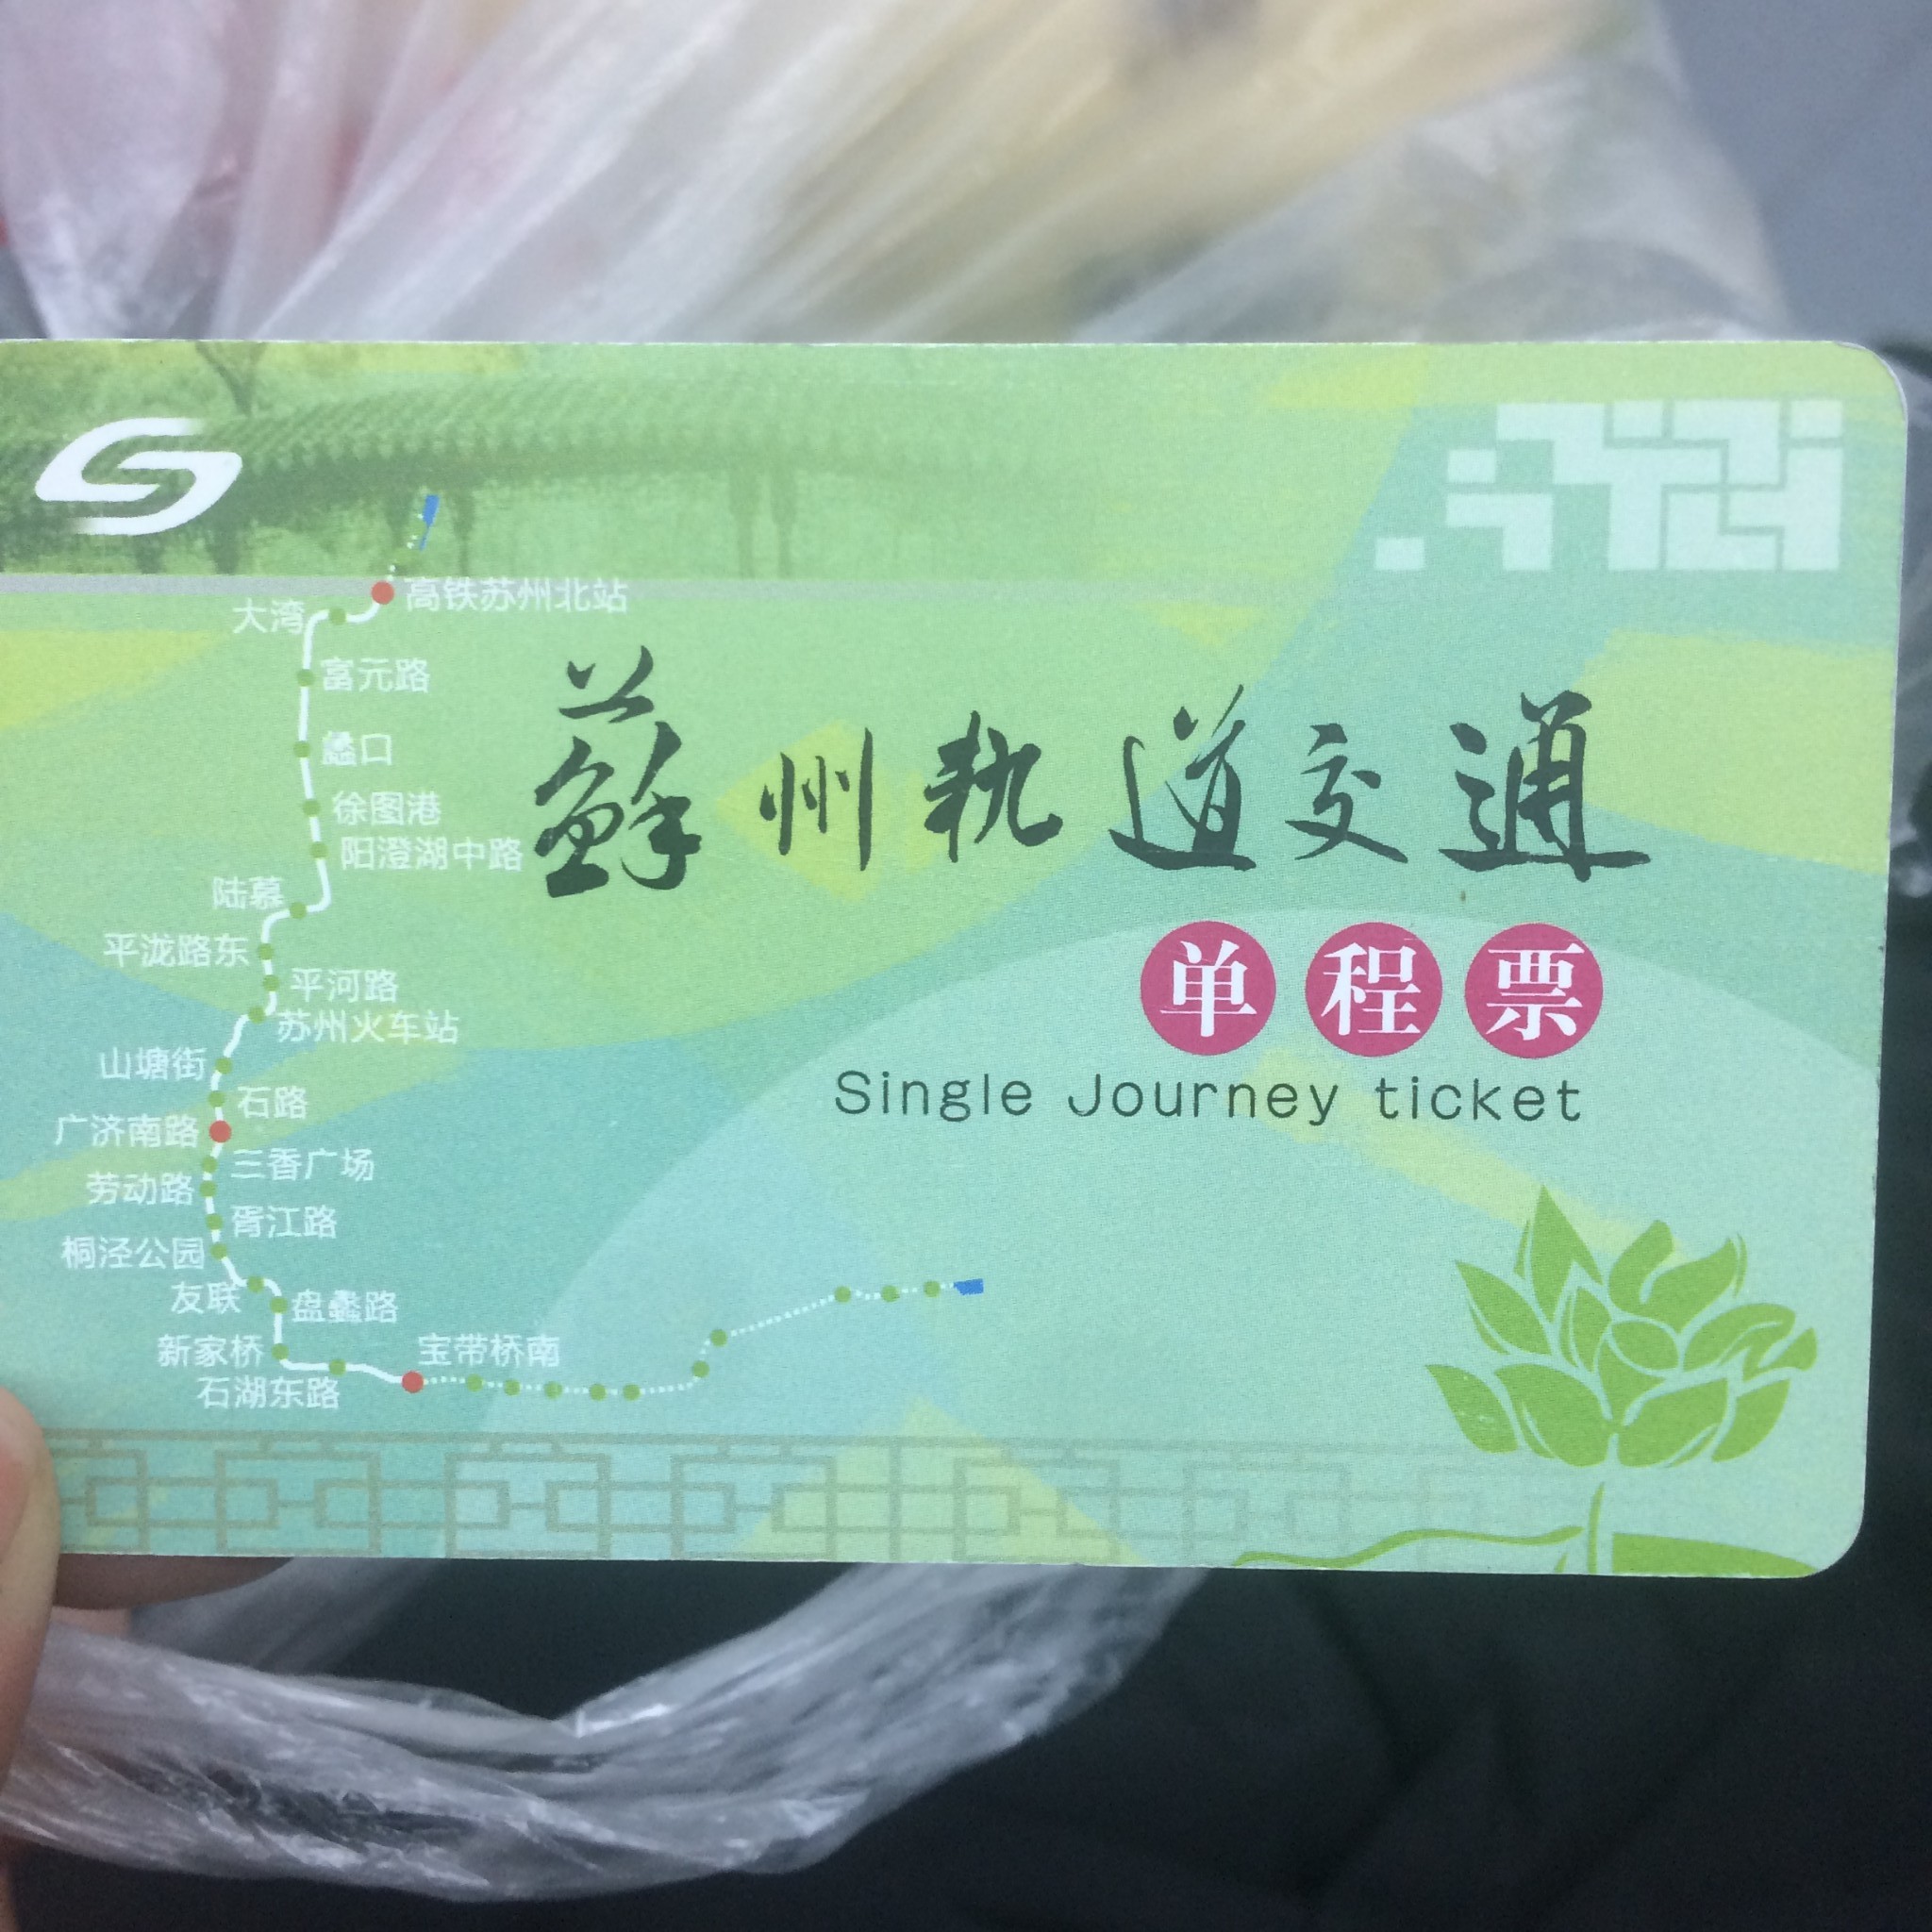 高铁苏州北站
大湾
富元路
蠡口
徐图港
阳澄湖中路
陆慕
平泷路东
平河路
苏州火车站
山塘街
石路
广济南路
三香广场
劳动路
胥江路
桐泾公园
友联
盘蠡路
新家桥
石湖东路
宝带桥南
蘇州軌道交通
单程票
Single Journey ticket